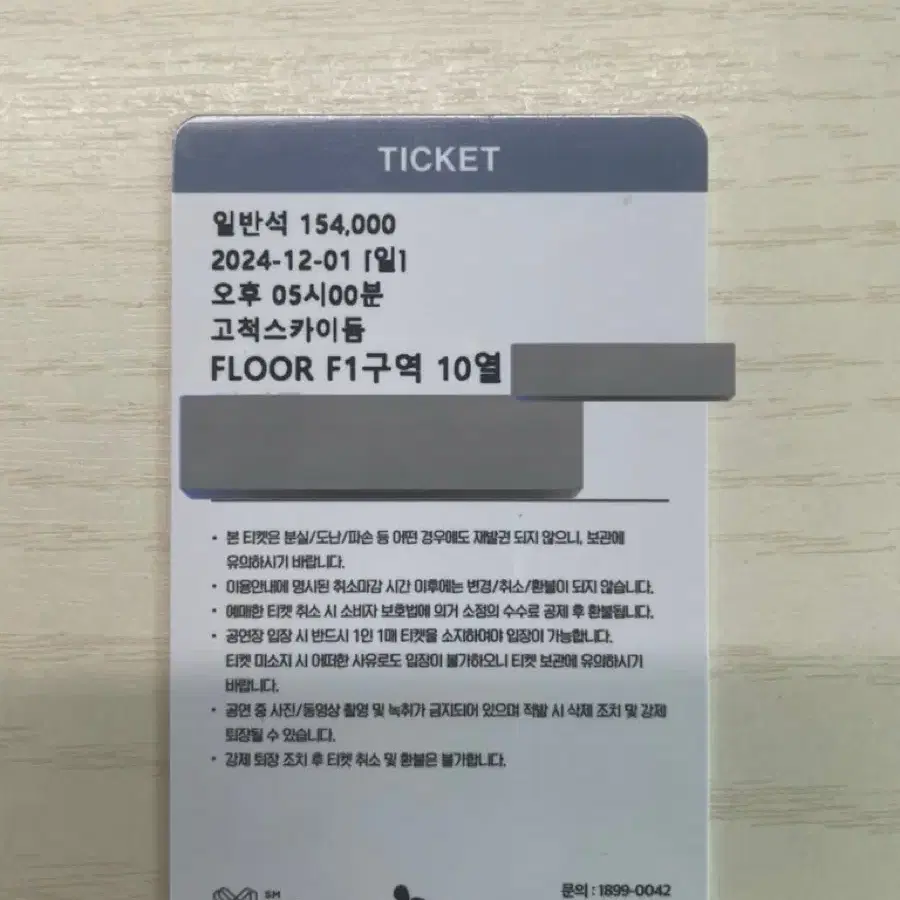 TICKET
일반석 154,000
2024-12-01 [일]
오후 05시00분
고척스카이돔
FLOOR F1구역 10열
• 본 티켓은 분실/도난/파손 등 어떤 경우에도 재발권 되지 않으니, 보관에
유의하시기 바랍니다.
• 이용안내에 명시된 취소마감 시간 이후에는 변경/취소/환불이 되지 않습니다.
• 예매한 티켓 취소 시 소비자 보호법에 의거 소정의 수수료 공제 후 환불됩니다.
• 공연장 입장 시 반드시 1인 1매 티켓을 소지하여야 입장이 가능합니다.
티켓 미소지 시 어떠한 사유로도 입장이 불가하오니 티켓 보관에 유의하시기
바랍니다.
• 공연 중 사진/동영상 촬영 및 녹취가 금지되어 있으며 적발 시 삭제 조치 및 강제
퇴장될 수 있습니다.
• 강제 퇴장 조치 후 티켓 취소 및 환불은 불가합니다.
SM
문의 : 1899-0042